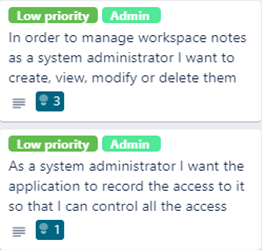 Low priority Admin
In order to manage workspace notes
as a system administrator I want to
create, view, modify or delete them
3
Low priority Admin
As a system administrator I want the
application to record the access to it
so that I can control all the access
1